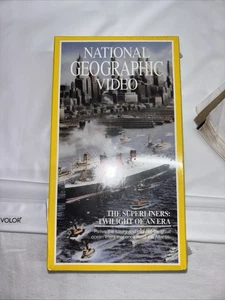 NATIONAL
GEOGRAPHIC
VIDEO
THE SUPERLINERS:
TWILIGHT OF AN ERA
VOLOR